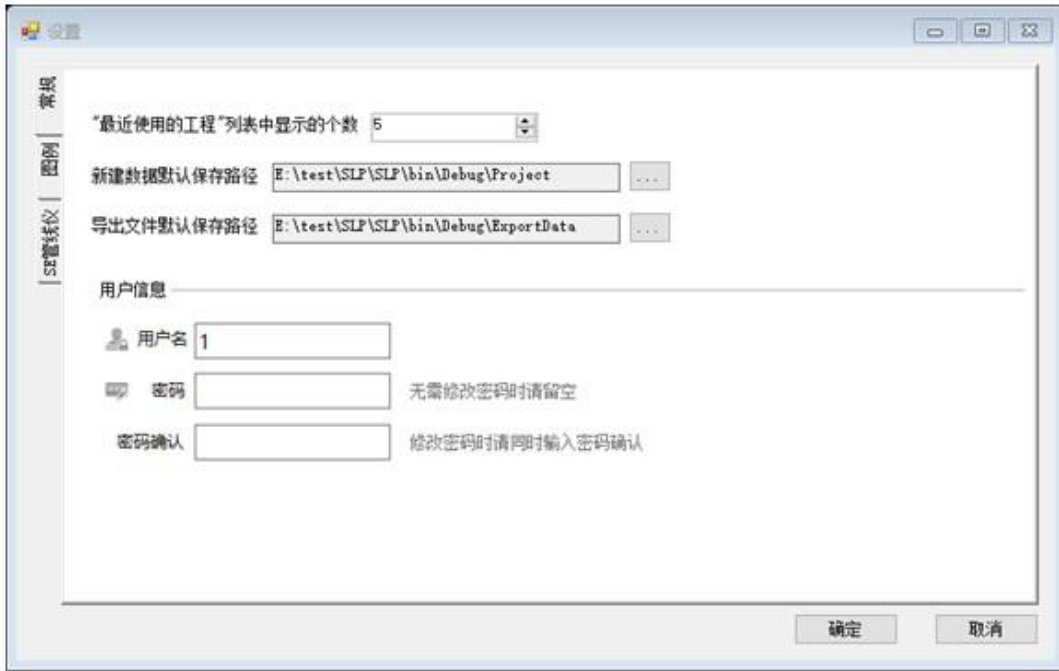 设置
常规
图例
SE管线仪
"最近使用的工程"列表中显示的个数 5
新建数据默认保存路径 E:\test\SLP\SLP\bin\Debug\Project ...
导出文件默认保存路径 E:\test\SLP\SLP\bin\Debug\ExportData ...
用户信息
用户名 1
密码 无需修改密码时请留空
密码确认 修改密码时请同时输入密码确认
确定 取消